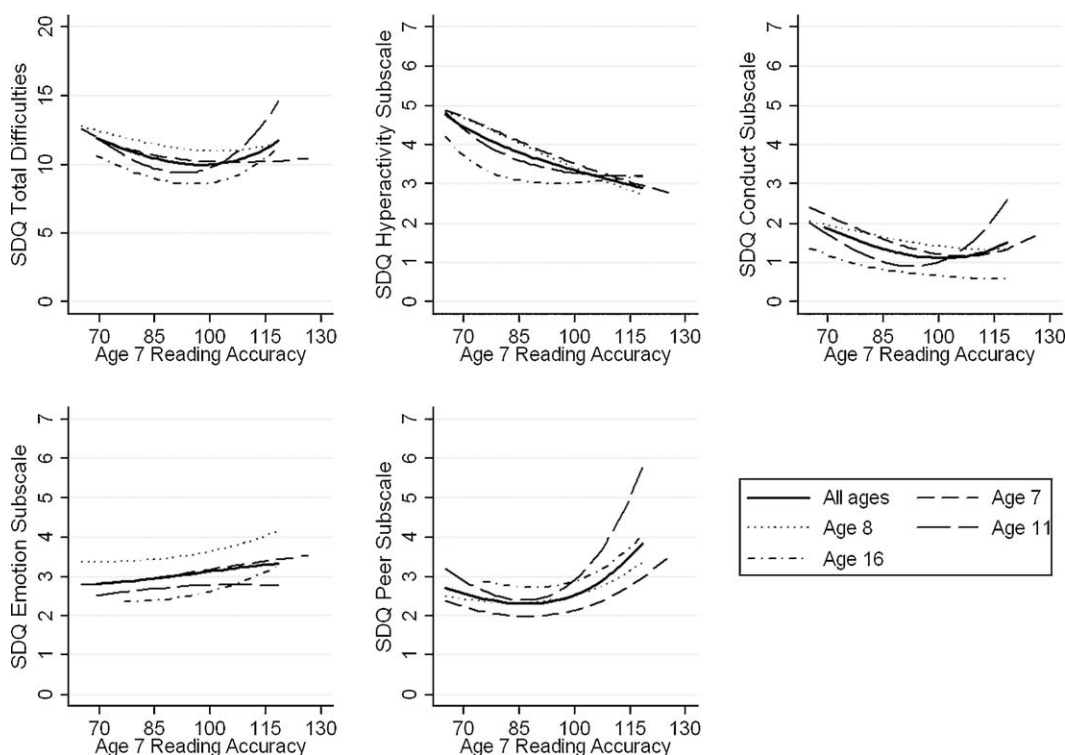 SDQ Total Difficulties
0 5 10 15 20
70 85 100 115 130
Age 7 Reading Accuracy
SDQ Hyperactivity Subscale
0 1 2 3 4 5 6 7
70 85 100 115 130
Age 7 Reading Accuracy
SDQ Conduct Subscale
0 1 2 3 4 5 6 7
70 85 100 115 130
Age 7 Reading Accuracy
SDQ Emotion Subscale
0 1 2 3 4 5 6 7
70 85 100 115 130
Age 7 Reading Accuracy
SDQ Peer Subscale
0 1 2 3 4 5 6 7
70 85 100 115 130
Age 7 Reading Accuracy
All ages Age 7
Age 8 Age 11
Age 16